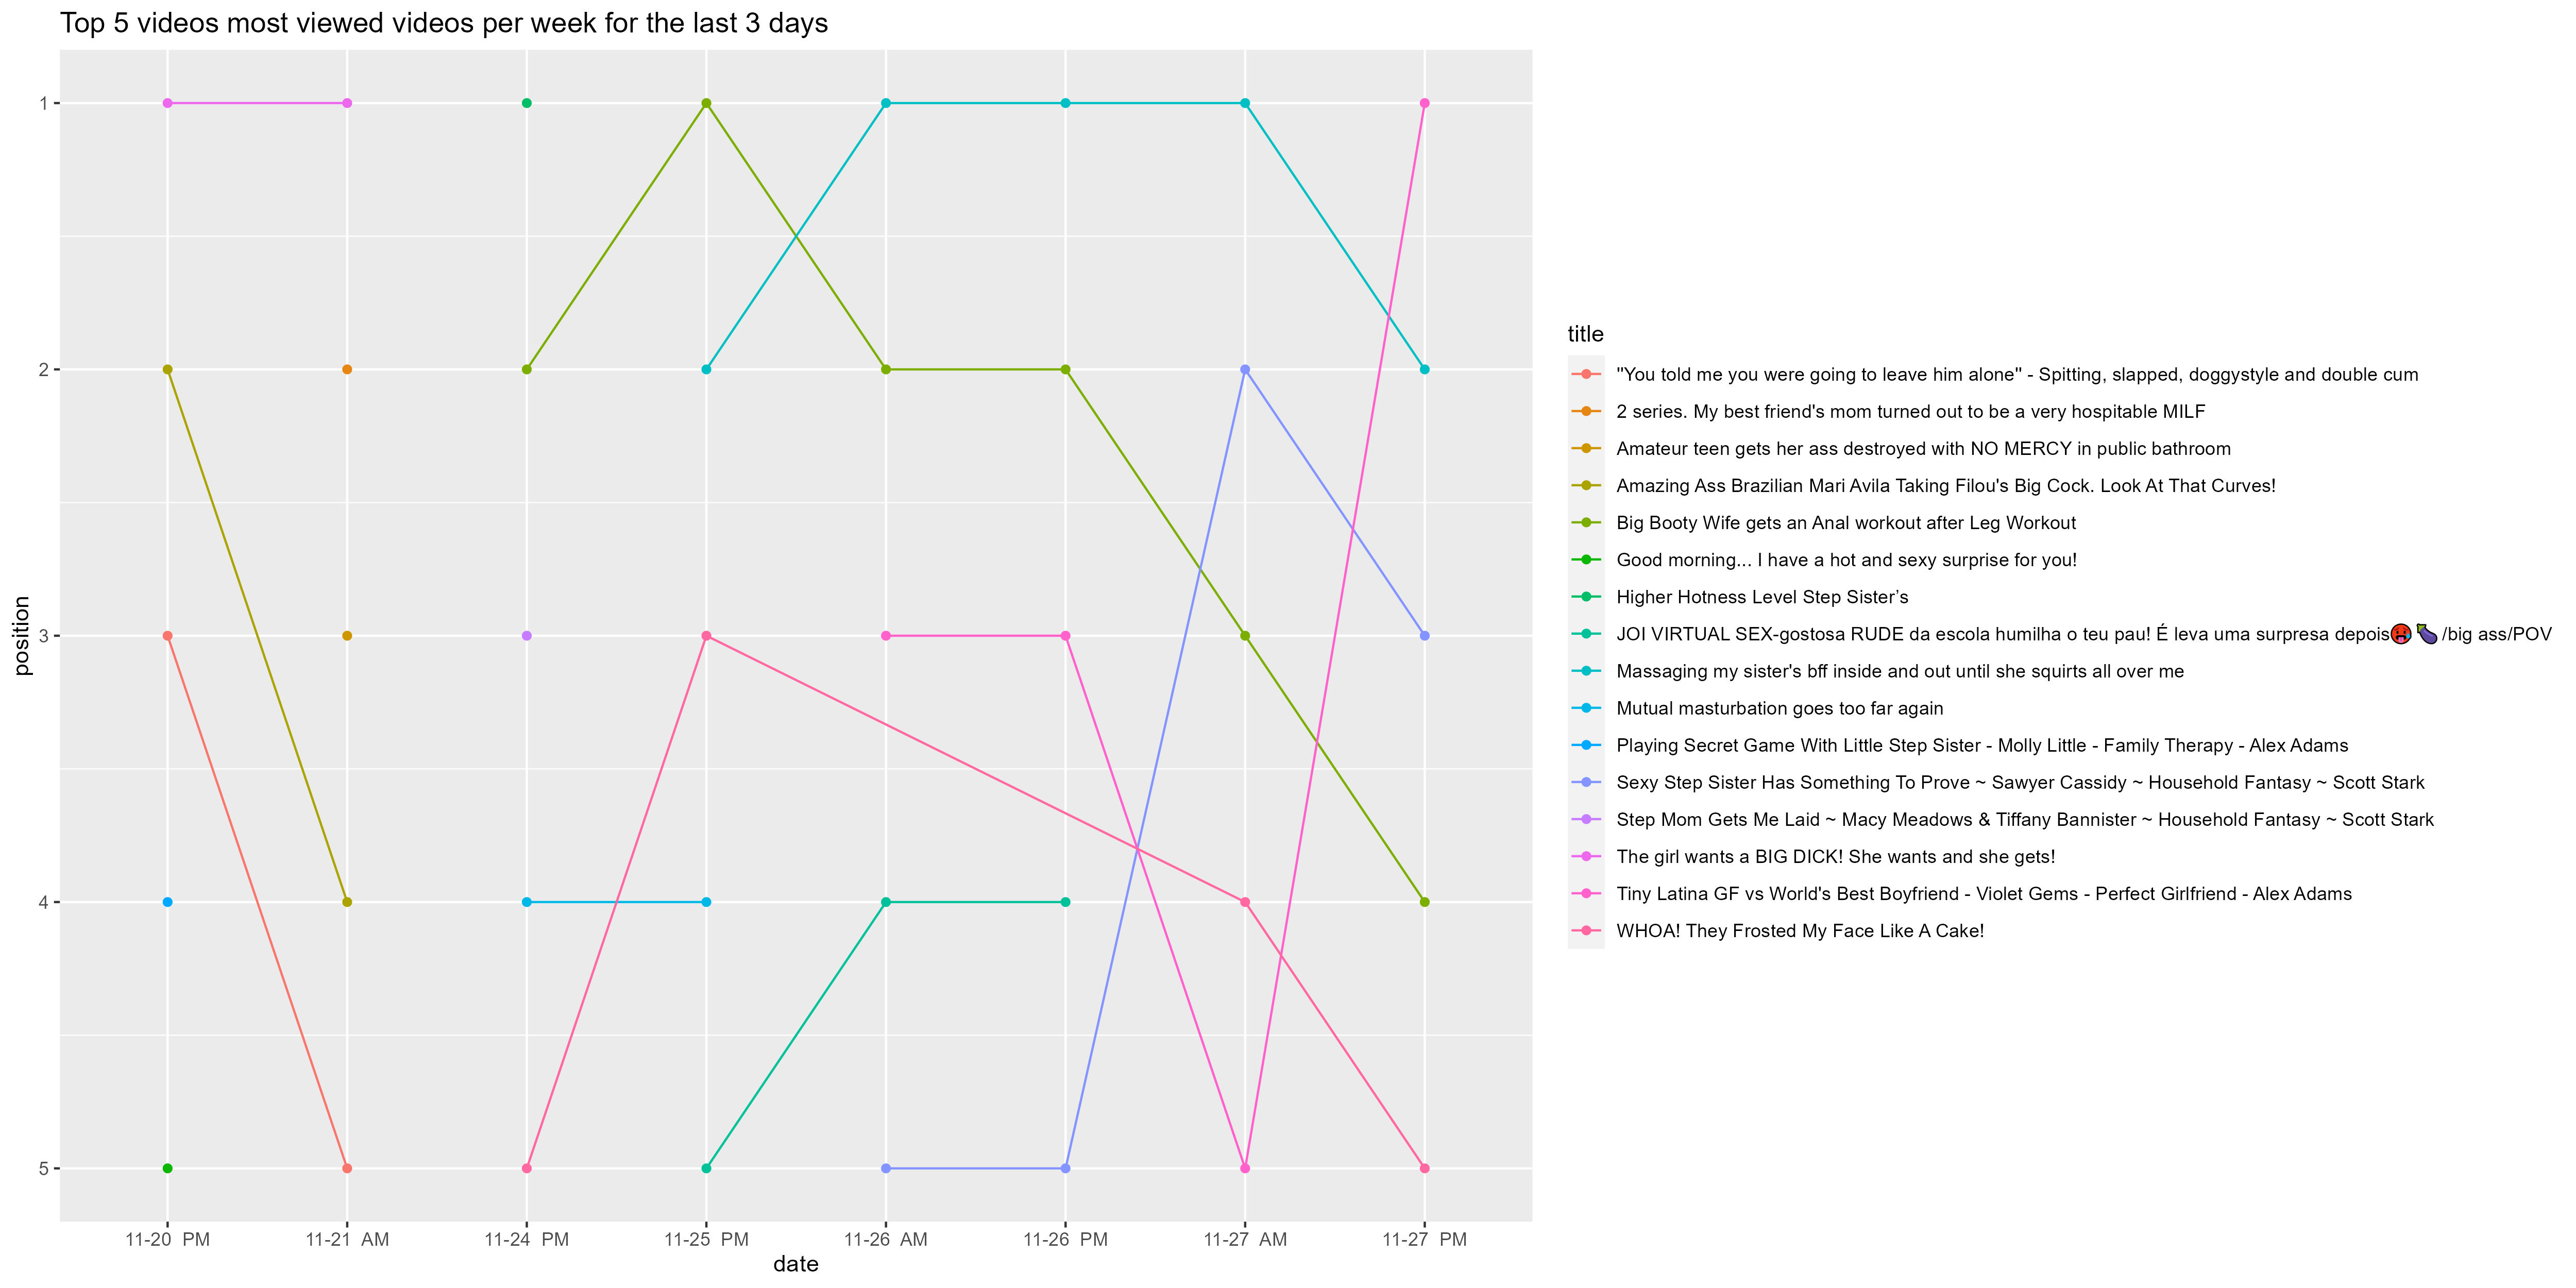 Top 5 videos most viewed videos per week for the last 3 days
position
1
2
3
4
5
11-20 PM
11-21 AM
11-24 PM
11-25 PM
11-26 AM
11-26 PM
11-27 AM
11-27 PM
date
title
"You told me you were going to leave him alone" - Spitting, slapped, doggystyle and double cum
2 series. My best friend's mom turned out to be a very hospitable MILF
Amateur teen gets her ass destroyed with NO MERCY in public bathroom
Amazing Ass Brazilian Mari Avila Taking Filou's Big Cock. Look At That Curves!
Big Booty Wife gets an Anal workout after Leg Workout
Good morning... I have a hot and sexy surprise for you!
Higher Hotness Level Step Sister’s
JOI VIRTUAL SEX-gostosa RUDE da escola humilha o teu pau! É leva uma surpresa depois🥵🍆 /big ass/POV
Massaging my sister's bff inside and out until she squirts all over me
Mutual masturbation goes too far again
Playing Secret Game With Little Step Sister - Molly Little - Family Therapy - Alex Adams
Sexy Step Sister Has Something To Prove ~ Sawyer Cassidy ~ Household Fantasy ~ Scott Stark
Step Mom Gets Me Laid ~ Macy Meadows & Tiffany Bannister ~ Household Fantasy ~ Scott Stark
The girl wants a BIG DICK! She wants and she gets!
Tiny Latina GF vs World's Best Boyfriend - Violet Gems - Perfect Girlfriend - Alex Adams
WHOA! They Frosted My Face Like A Cake!